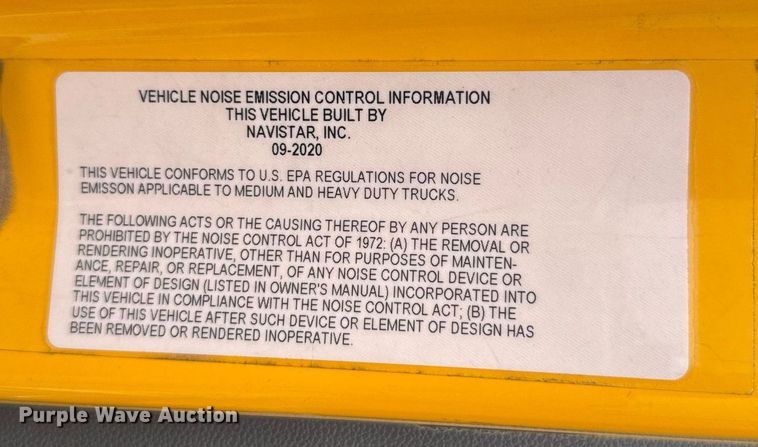 VEHICLE NOISE EMISSION CONTROL INFORMATION
THIS VEHICLE BUILT BY
NAVISTAR, INC.
09-2020
THIS VEHICLE CONFORMS TO U.S. EPA REGULATIONS FOR NOISE
EMISSON APPLICABLE TO MEDIUM AND HEAVY DUTY TRUCKS.
THE FOLLOWING ACTS OR THE CAUSING THEREOF BY ANY PERSON ARE
PROHIBITED BY THE NOISE CONTROL ACT OF 1972: (A) THE REMOVAL OR
RENDERING INOPERATIVE, OTHER THAN FOR PURPOSES OF MAINTEN-
ANCE, REPAIR, OR REPLACEMENT, OF ANY NOISE CONTROL DEVICE OR
ELEMENT OF DESIGN (LISTED IN OWNER'S MANUAL) INCORPORATED INTO
THIS VEHICLE IN COMPLIANCE WITH THE NOISE CONTROL ACT; (B) THE
USE OF THIS VEHICLE AFTER SUCH DEVICE OR ELEMENT OF DESIGN HAS
BEEN REMOVED OR RENDERED INOPERATIVE.
Purple Wave Auction